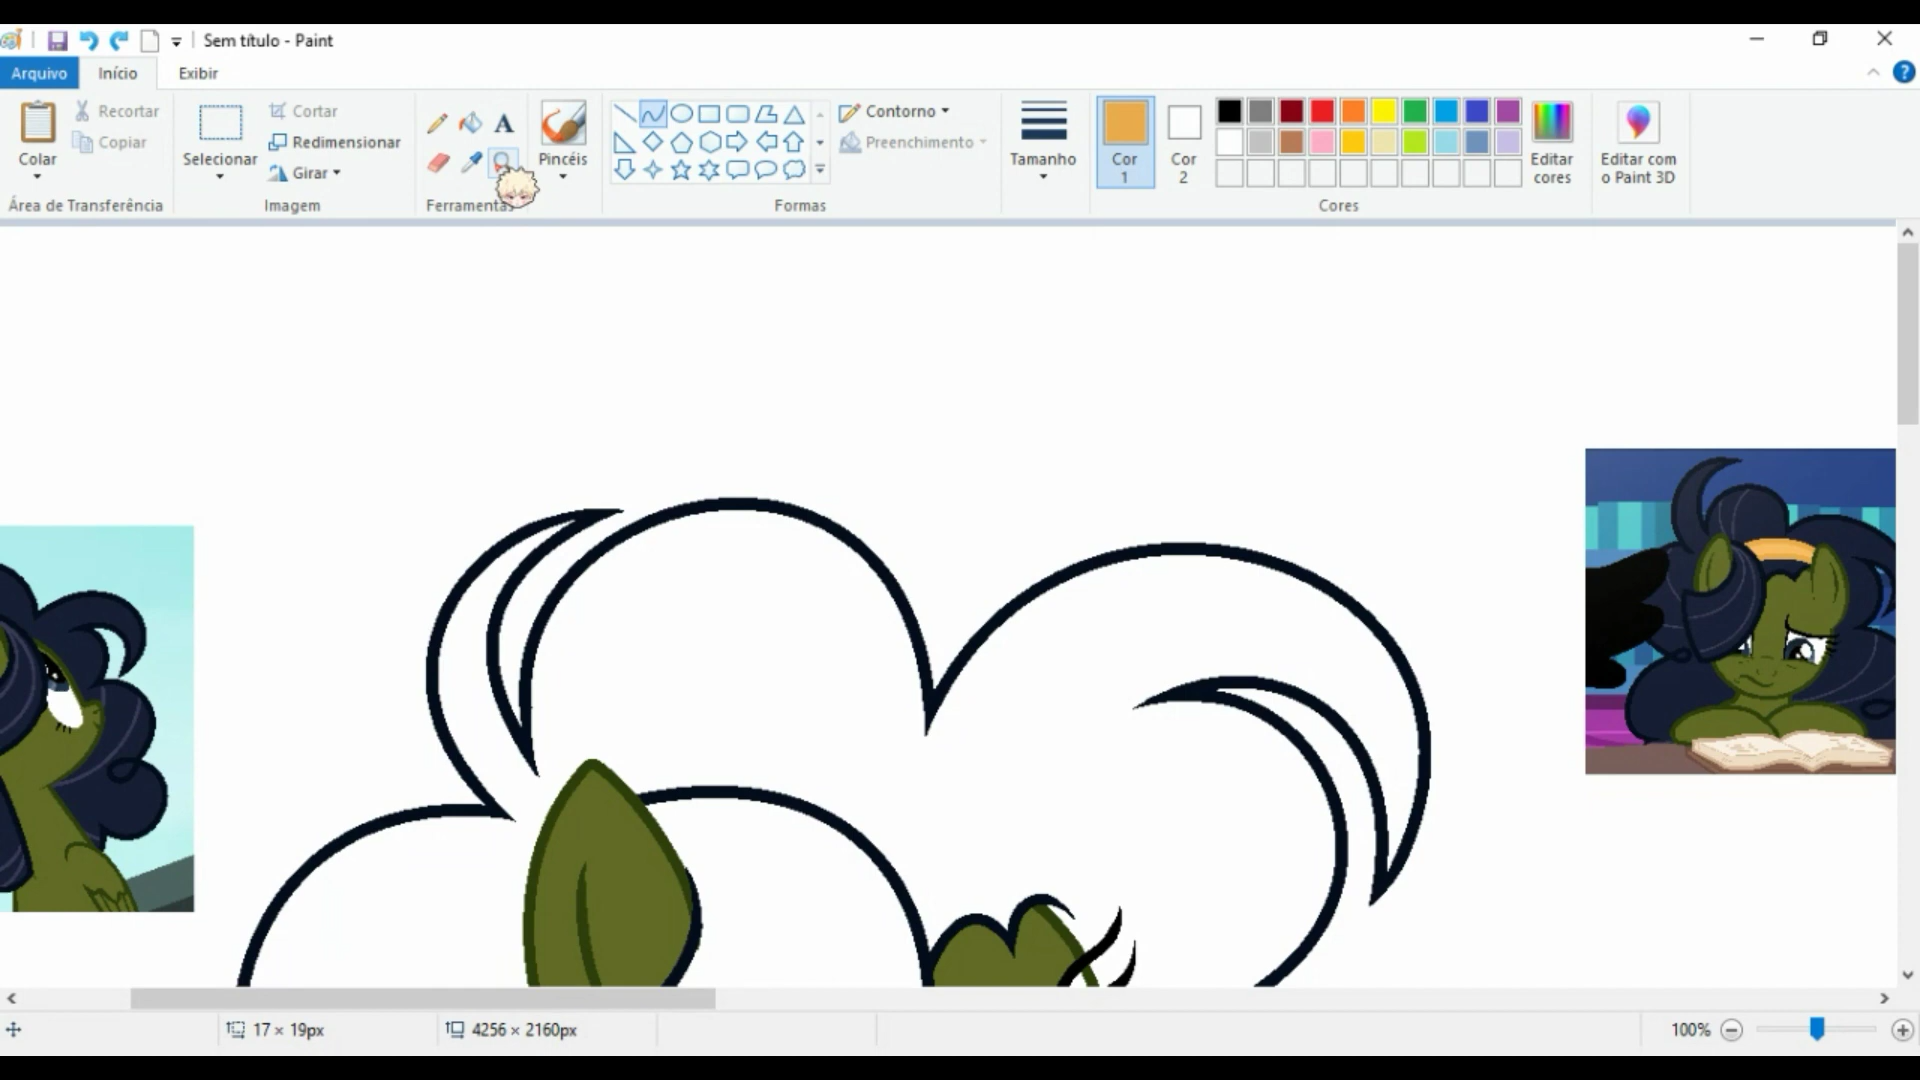 Sem título - Paint
Arquivo Início Exibir
Colar
Recortar
Copiar
Área de Transferência
Selecionar
Cortar
Redimensionar
Girar
Imagem
A
Ferramentas
Pincéis
Formas
Contorno
Preenchimento
Tamanho
Cor
1
Cor
2
Cores
Editar
cores
Editar com
o Paint 3D
17 × 19px
4256 × 2160px
100%